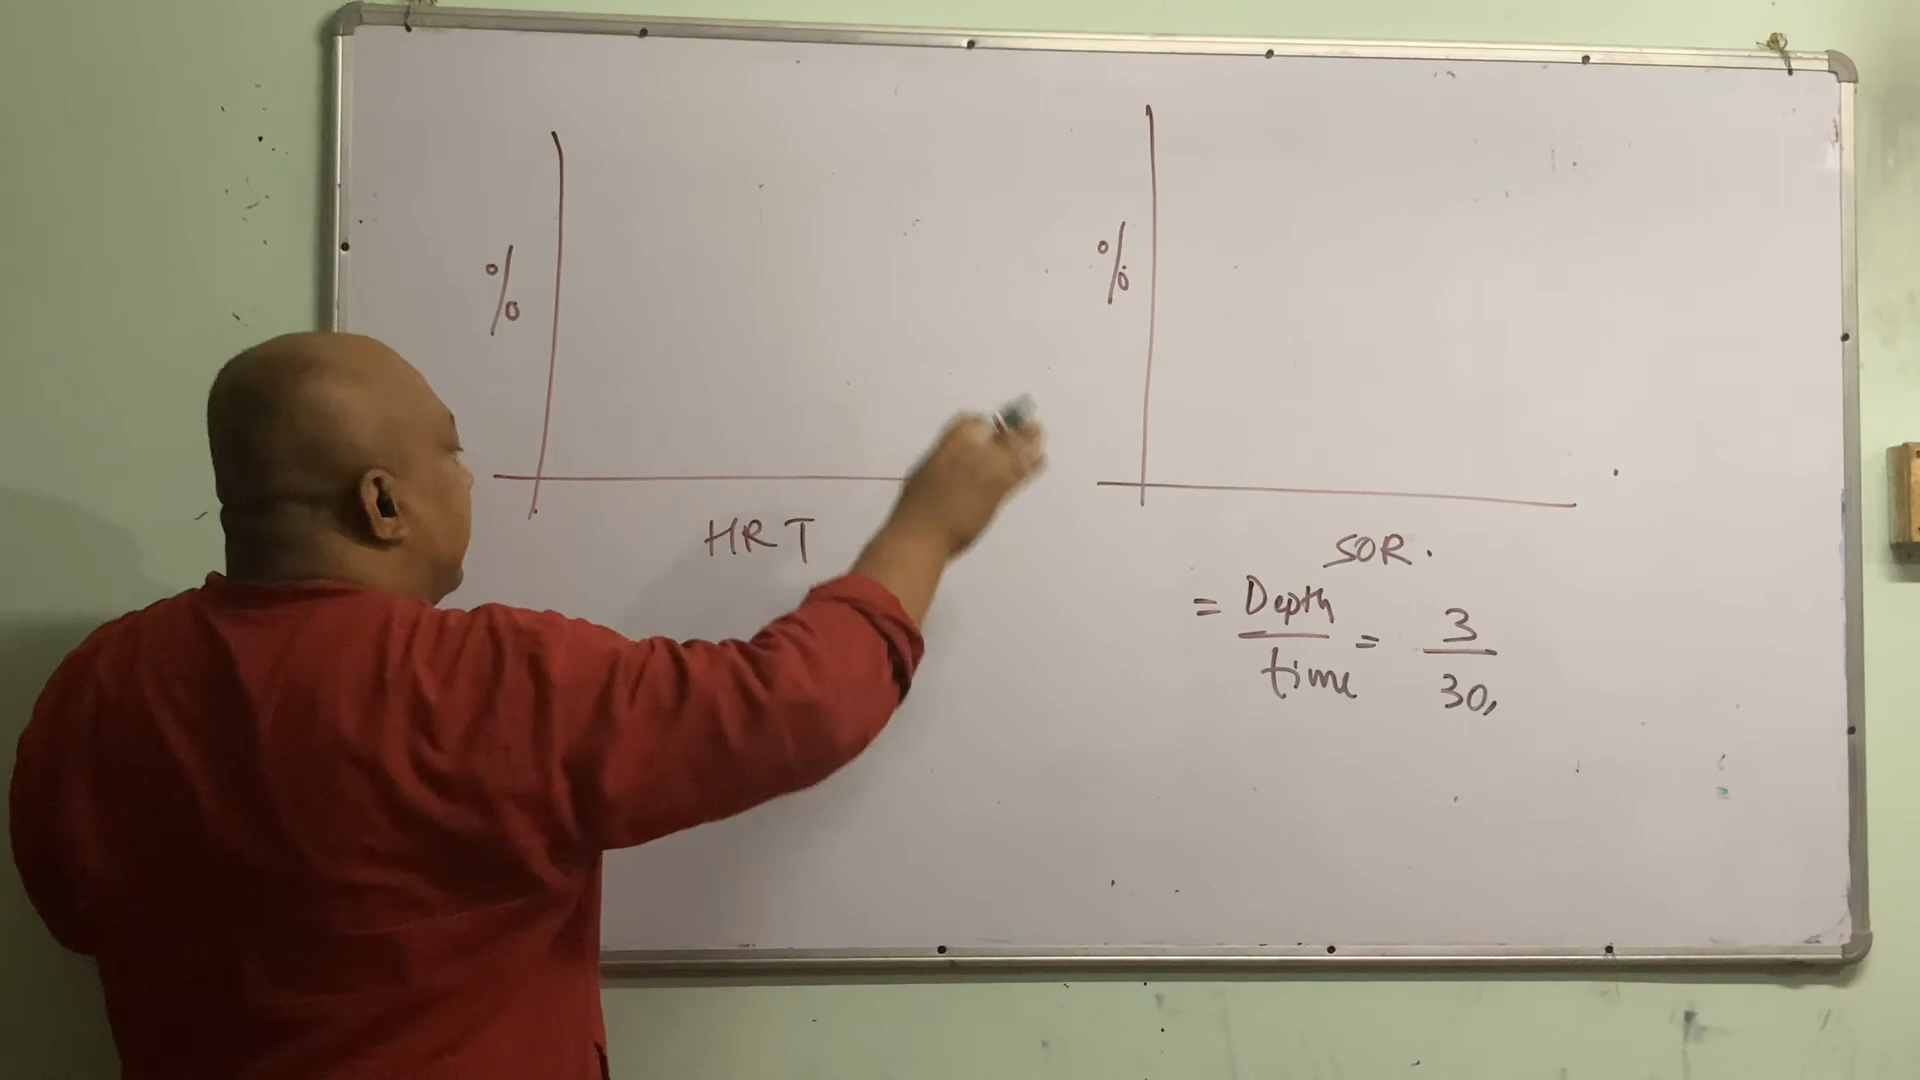 %
%
HRT
SOR.
= Depth / time = 3 / 30,